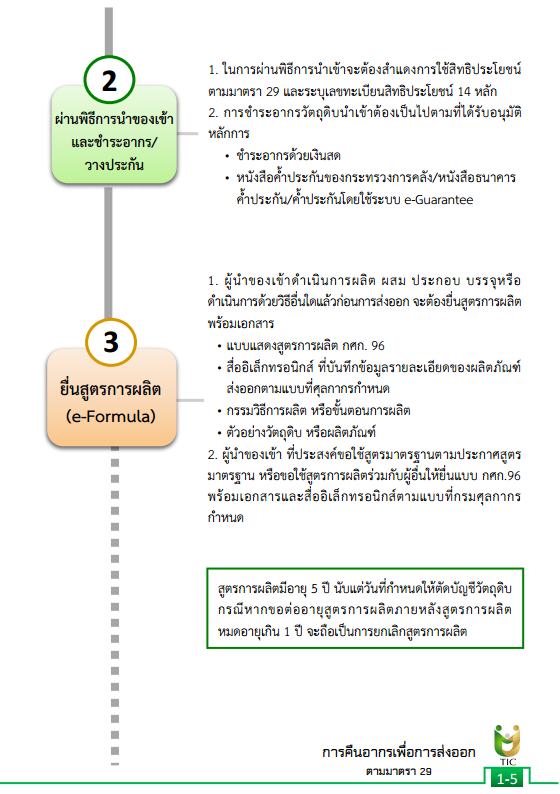 2
ผ่านพิธีการนำของเข้า
และชำระอากร/
วางประกัน
1. ในการผ่านพิธีการนำเข้าจะต้องสำแดงการใช้สิทธิประโยชน์
ตามมาตรา 29 และระบุเลขทะเบียนสิทธิประโยชน์ 14 หลัก
2. การชำระอากรวัตถุดิบนำเข้าต้องเป็นไปตามที่ได้รับอนุมัติ
หลักการ
• ชำระอากรด้วยเงินสด
• หนังสือค้ำประกันของกระทรวงการคลัง/หนังสือธนาคาร
ค้ำประกัน/ค้ำประกันโดยใช้ระบบ e-Guarantee
3
ยื่นสูตรการผลิต
(e-Formula)
1. ผู้นำของเข้าดำเนินการผลิต ผสม ประกอบ บรรจุหรือ
ดำเนินการด้วยวิธีอื่นใดแล้วก่อนการส่งออก จะต้องยื่นสูตรการผลิต
พร้อมเอกสาร
• แบบแสดงสูตรการผลิต กศก. 96
• สื่ออิเล็กทรอนิกส์ ที่บันทึกข้อมูลรายละเอียดของผลิตภัณฑ์
ส่งออกตามแบบที่ศุลกากรกำหนด
• กรรมวิธีการผลิต หรือขั้นตอนการผลิต
• ตัวอย่างวัตถุดิบ หรือผลิตภัณฑ์
2. ผู้นำของเข้า ที่ประสงค์ขอใช้สูตรมาตรฐานตามประกาศสูตร
มาตรฐาน หรือขอใช้สูตรการผลิตร่วมกับผู้อื่นให้ยื่นแบบ กศก.96
พร้อมเอกสารและสื่ออิเล็กทรอนิกส์ตามแบบที่กรมศุลกากร
กำหนด
สูตรการผลิตมีอายุ 5 ปี นับแต่วันที่กำหนดให้ตัดบัญชีวัตถุดิบ
กรณีหากขอต่ออายุสูตรการผลิตภายหลังสูตรการผลิต
หมดอายุเกิน 1 ปี จะถือเป็นการยกเลิกสูตรการผลิต
การคืนอากรเพื่อการส่งออก
ตามมาตรา 29
TIC
1-5